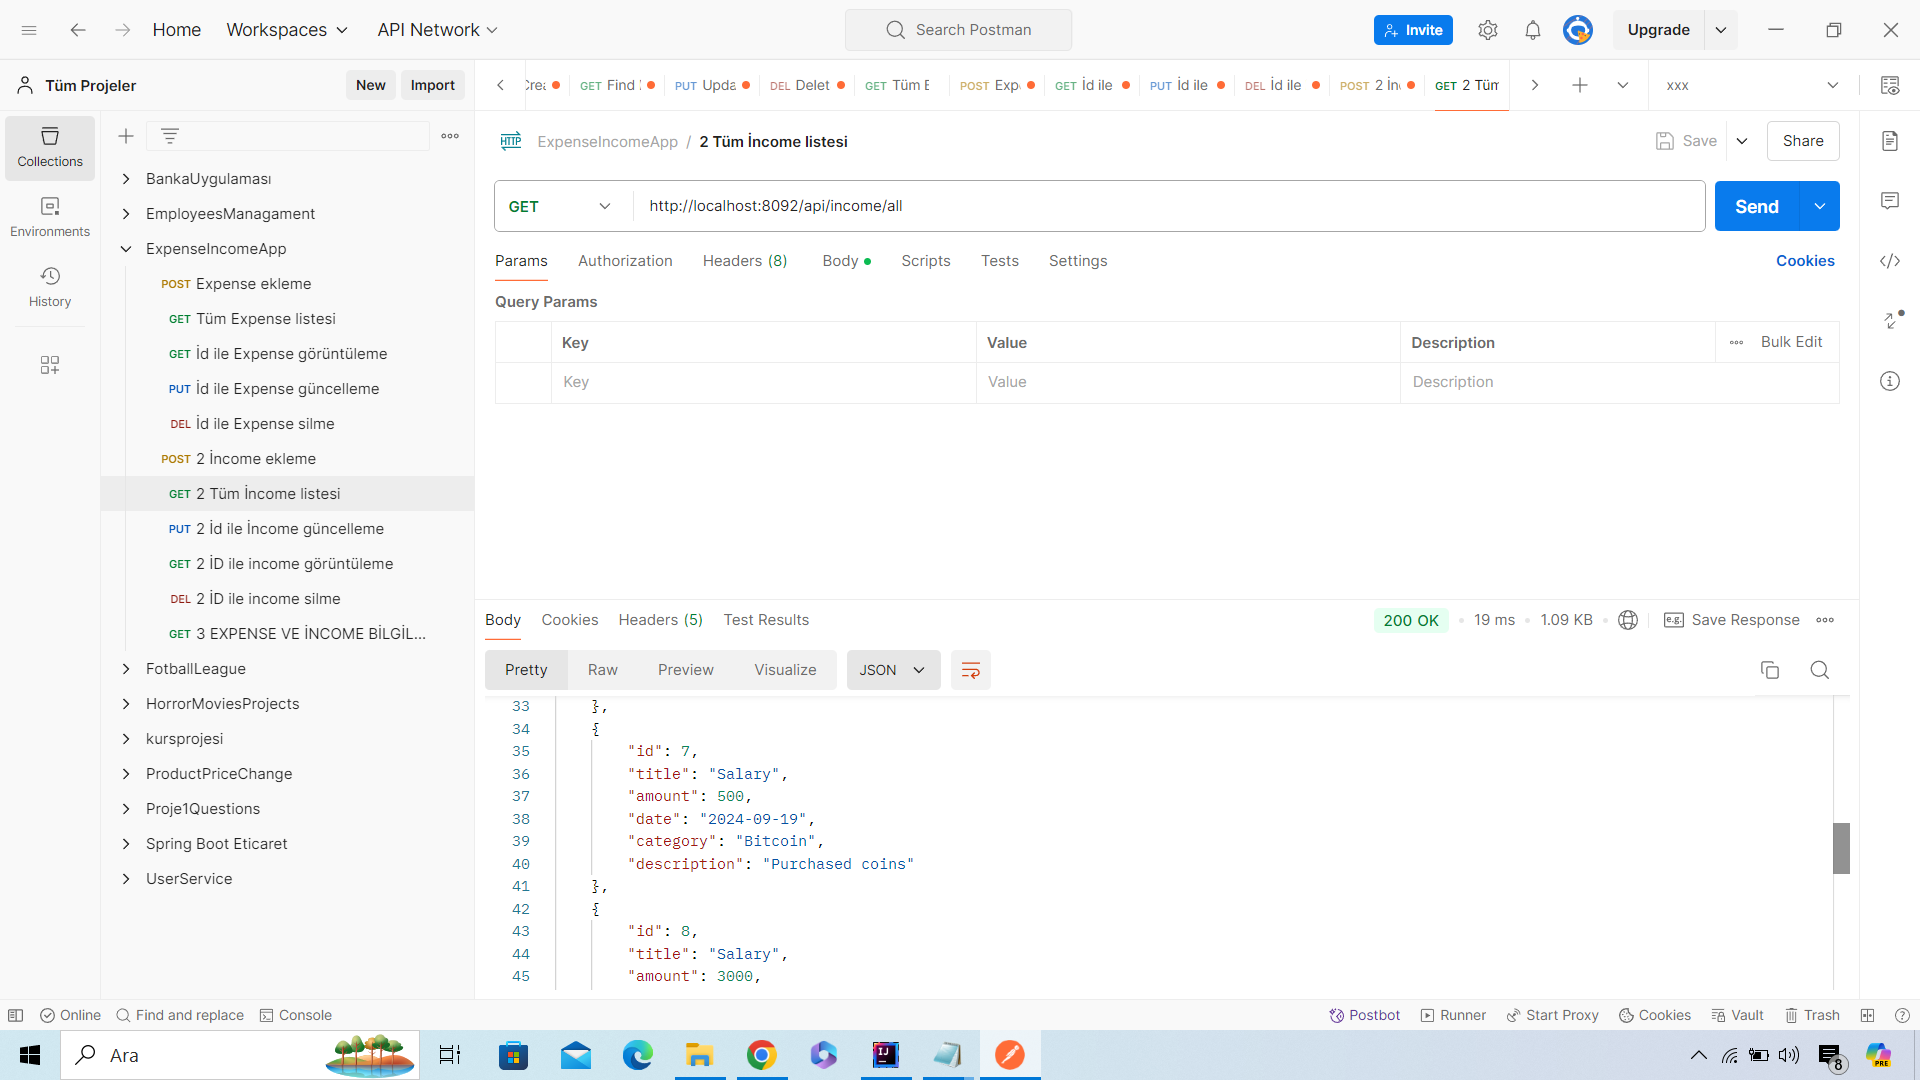 Home
Workspaces
API Network
Search Postman
Invite
Upgrade
Tüm Projeler
New
Import
GET Find
PUT Upda
DEL Delet
GET Tüm E
POST Exp
GET İd ile
PUT İd ile
DEL İd ile
POST 2 İn
GET 2 Tüm
xxx
Collections
Environments
History
BankaUygulaması
EmployeesManagament
ExpenseIncomeApp
POST Expense ekleme
GET Tüm Expense listesi
GET İd ile Expense görüntüleme
PUT İd ile Expense güncelleme
DEL İd ile Expense silme
POST 2 İncome ekleme
GET 2 Tüm İncome listesi
PUT 2 İd ile İncome güncelleme
GET 2 İD ile income görüntüleme
DEL 2 İD ile income silme
GET 3 EXPENSE VE İNCOME BİLGİL...
FotballLeague
HorrorMoviesProjects
kursprojesi
ProductPriceChange
Proje1Questions
Spring Boot Eticaret
UserService
HTTP ExpenseIncomeApp / 2 Tüm İncome listesi
Save
Share
GET
http://localhost:8092/api/income/all
Send
Params
Authorization
Headers (8)
Body
Scripts
Tests
Settings
Cookies
Query Params
Key
Value
Description
Bulk Edit
Key
Value
Description
Body
Cookies
Headers (5)
Test Results
200 OK
19 ms
1.09 KB
e.g. Save Response
Pretty
Raw
Preview
Visualize
JSON
33 },
34 {
35 "id": 7,
36 "title": "Salary",
37 "amount": 500,
38 "date": "2024-09-19",
39 "category": "Bitcoin",
40 "description": "Purchased coins"
41 },
42 {
43 "id": 8,
44 "title": "Salary",
45 "amount": 3000,
Online
Find and replace
Console
Postbot
Runner
Start Proxy
Cookies
Vault
Trash
Ara
IJ
8
PRE